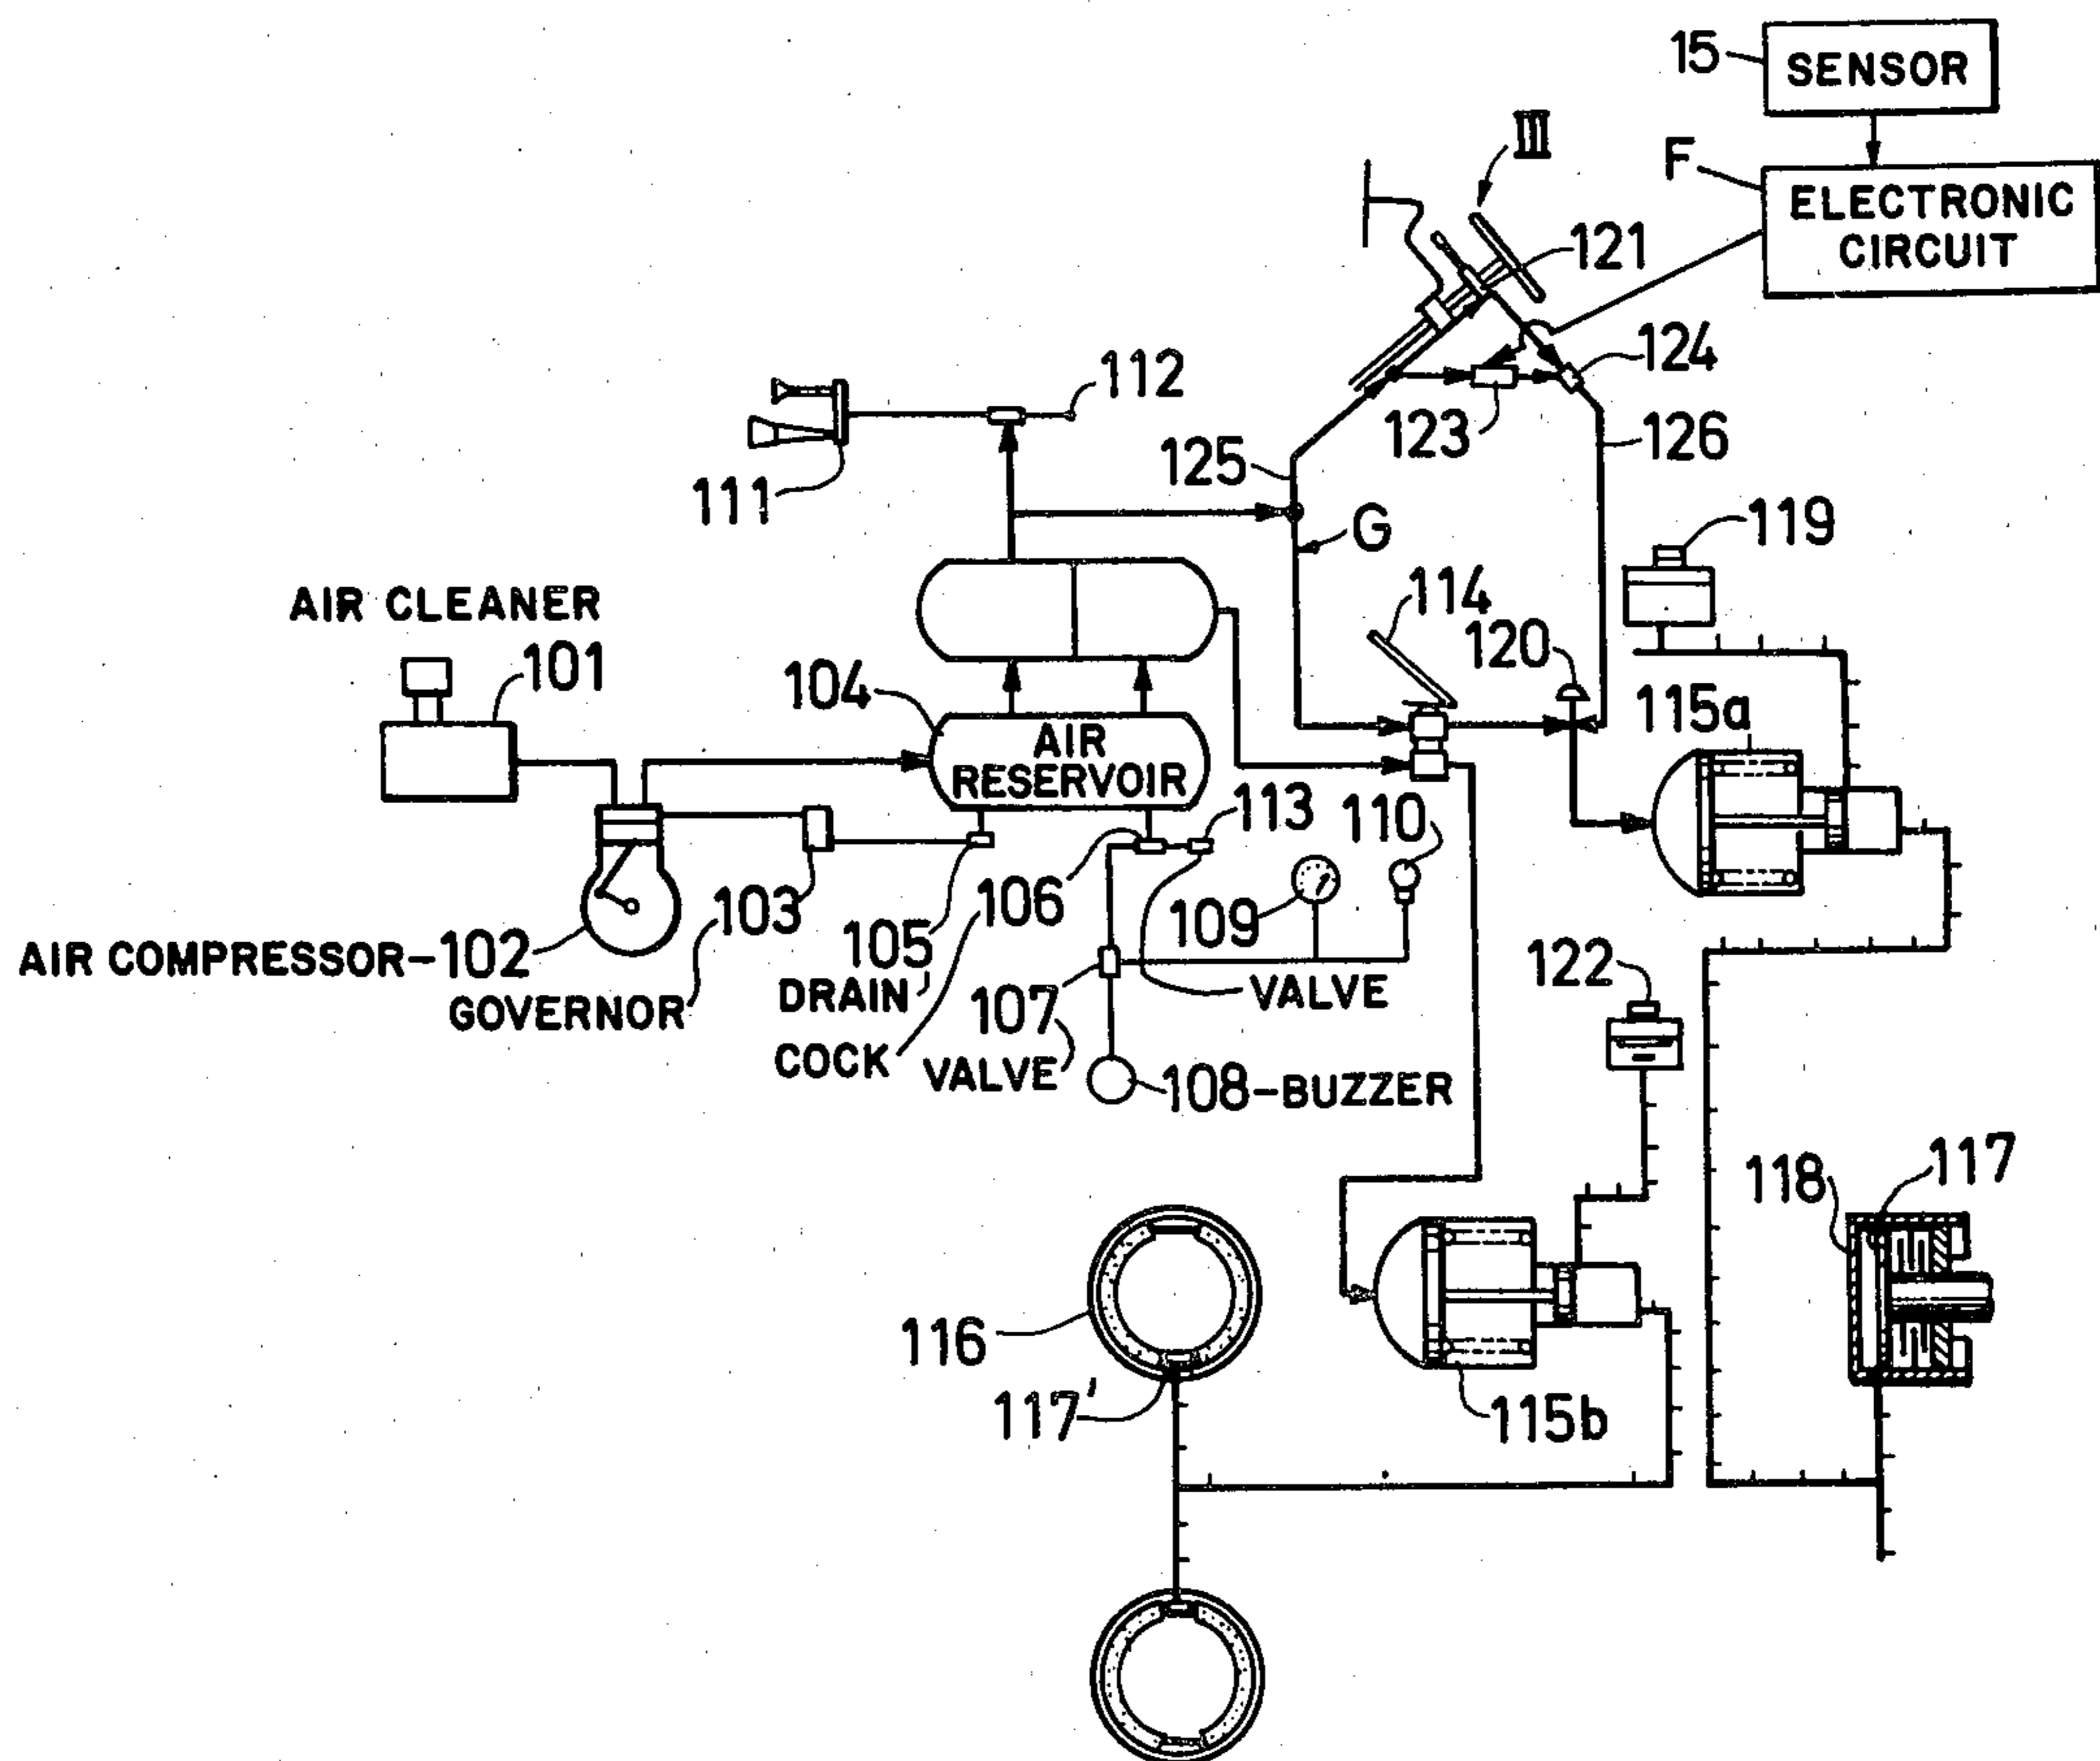 15
SENSOR
III
F
ELECTRONIC
CIRCUIT
121
124
112
123
126
125
111
G
119
AIR CLEANER
114
101
120
104
115a
AIR
RESERVOIR
113
110
103
106
109
105
AIR COMPRESSOR-102
122
DRAIN
VALVE
GOVERNOR
107
COCK
VALVE
108-BUZZER
118
117
116
117'
115b